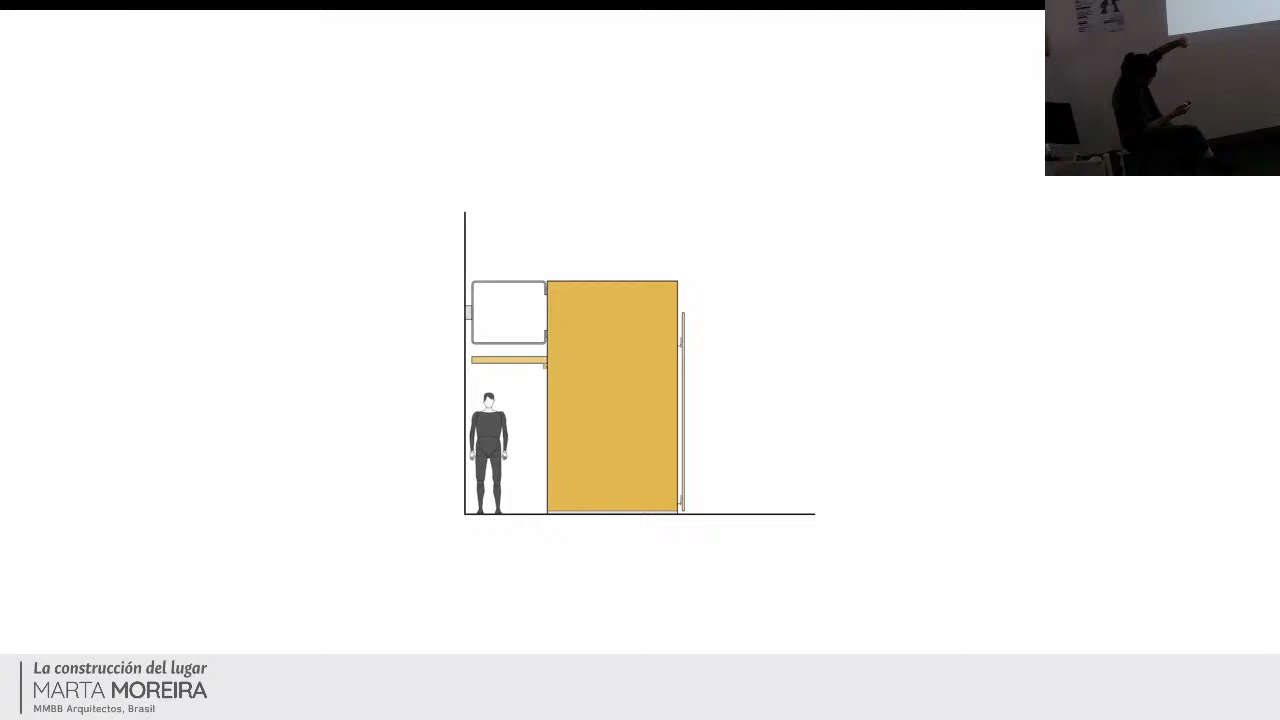 La construcción del lugar
MARTA MOREIRA
MMBB Arquitectos, Brasil